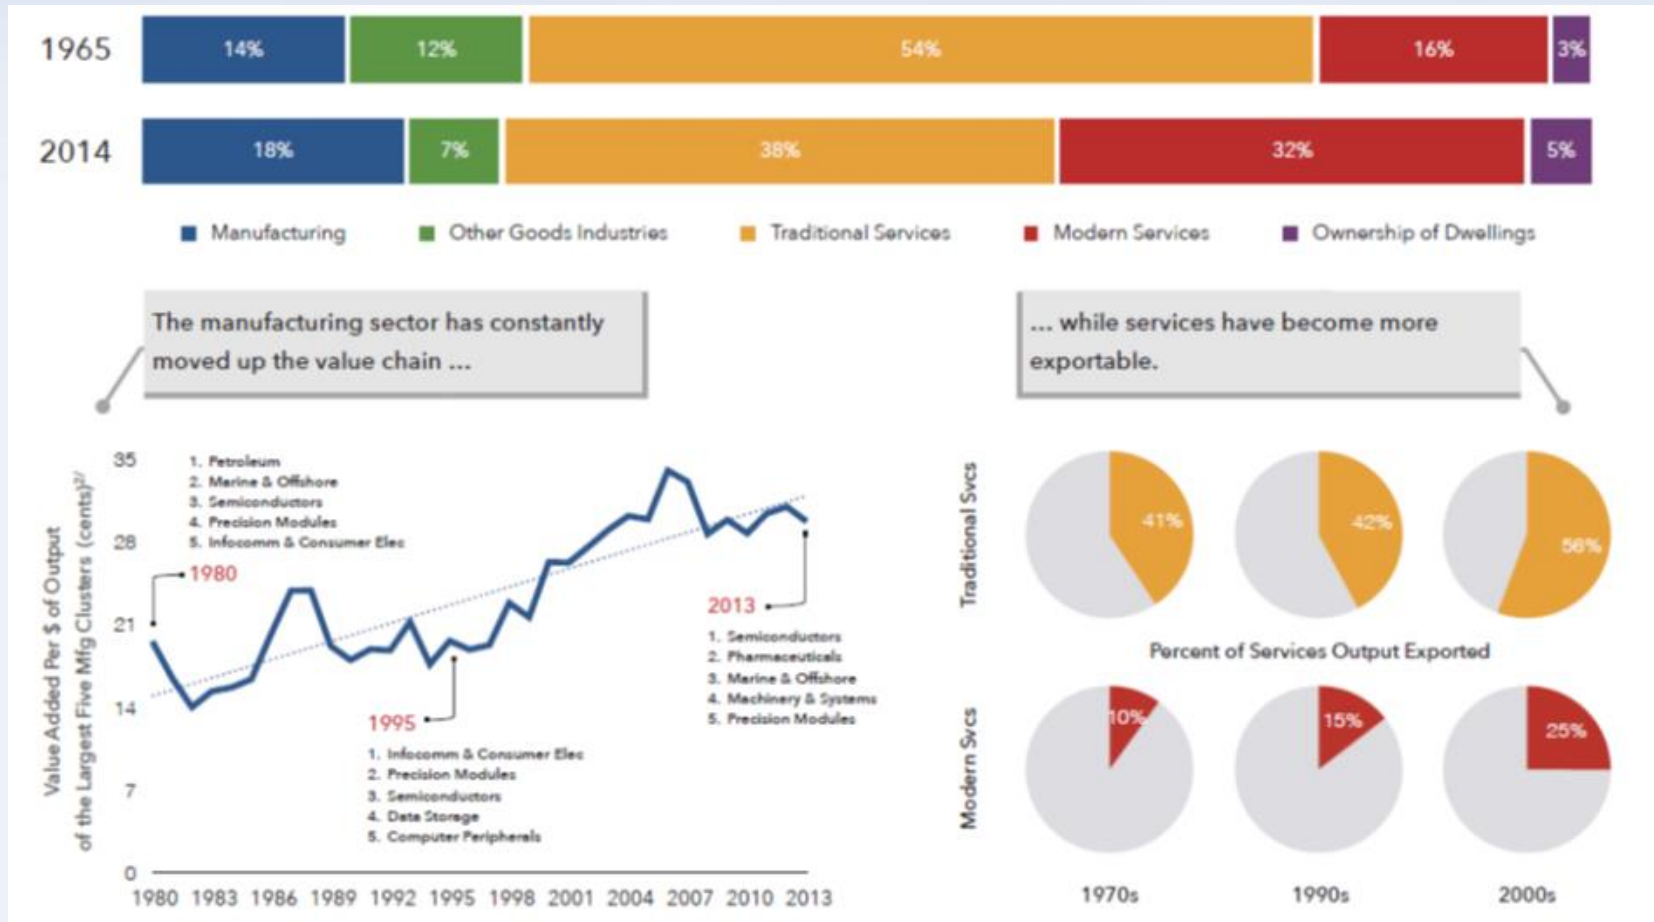 1965
14%
12%
54%
16%
3%
2014
18%
7%
38%
32%
5%
Manufacturing
Other Goods Industries
Traditional Services
Modern Services
Ownership of Dwellings
The manufacturing sector has constantly
moved up the value chain ...
... while services have become more
exportable.
Value Added Per $ of Output
of the Largest Five Mfg Clusters (cents)2/
35
28
21
14
7
0
1. Petroleum
2. Marine & Offshore
3. Semiconductors
4. Precision Modules
5. Infocomm & Consumer Elec
1980
1995
1. Infocomm & Consumer Elec
2. Precision Modules
3. Semiconductors
4. Data Storage
5. Computer Peripherals
2013
1. Semiconductors
2. Pharmaceuticals
3. Marine & Offshore
4. Machinery & Systems
5. Precision Modules
1980 1983 1986 1989 1992 1995 1998 2001 2004 2007 2010 2013
Traditional Svcs
41%
42%
56%
Percent of Services Output Exported
Modern Svcs
10%
15%
25%
1970s
1990s
2000s